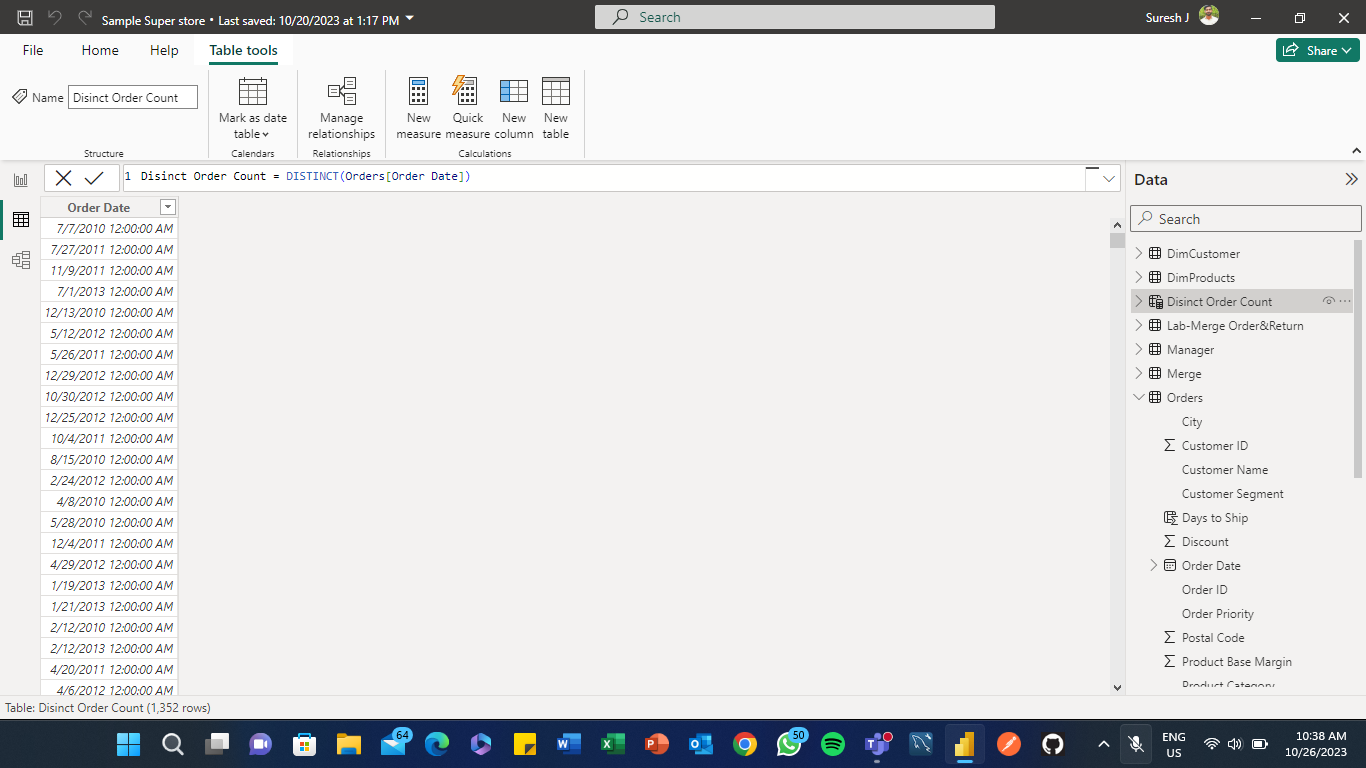 Sample Super store • Last saved: 10/20/2023 at 1:17 PM
Search
Suresh J
File Home Help Table tools
Share
Name Disinct Order Count
Mark as date table
Manage relationships
New measure
Quick measure
New column
New table
Structure
Calendars
Relationships
Calculations
1 Disinct Order Count = DISTINCT(Orders[Order Date])
Order Date
7/7/2010 12:00:00 AM
7/27/2011 12:00:00 AM
11/9/2011 12:00:00 AM
7/1/2013 12:00:00 AM
12/13/2010 12:00:00 AM
5/12/2012 12:00:00 AM
5/26/2011 12:00:00 AM
12/29/2012 12:00:00 AM
10/30/2012 12:00:00 AM
12/25/2012 12:00:00 AM
10/4/2011 12:00:00 AM
8/15/2010 12:00:00 AM
2/24/2012 12:00:00 AM
4/8/2010 12:00:00 AM
5/28/2010 12:00:00 AM
12/4/2011 12:00:00 AM
4/29/2012 12:00:00 AM
1/19/2013 12:00:00 AM
1/21/2013 12:00:00 AM
2/12/2010 12:00:00 AM
2/12/2013 12:00:00 AM
4/20/2011 12:00:00 AM
4/6/2012 12:00:00 AM
Data
Search
DimCustomer
DimProducts
Disinct Order Count
Lab-Merge Order&Return
Manager
Merge
Orders
City
Customer ID
Customer Name
Customer Segment
Days to Ship
Discount
Order Date
Order ID
Order Priority
Postal Code
Product Base Margin
Product Category
Table: Disinct Order Count (1,352 rows)
64
50
ENG
US
10:38 AM
10/26/2023